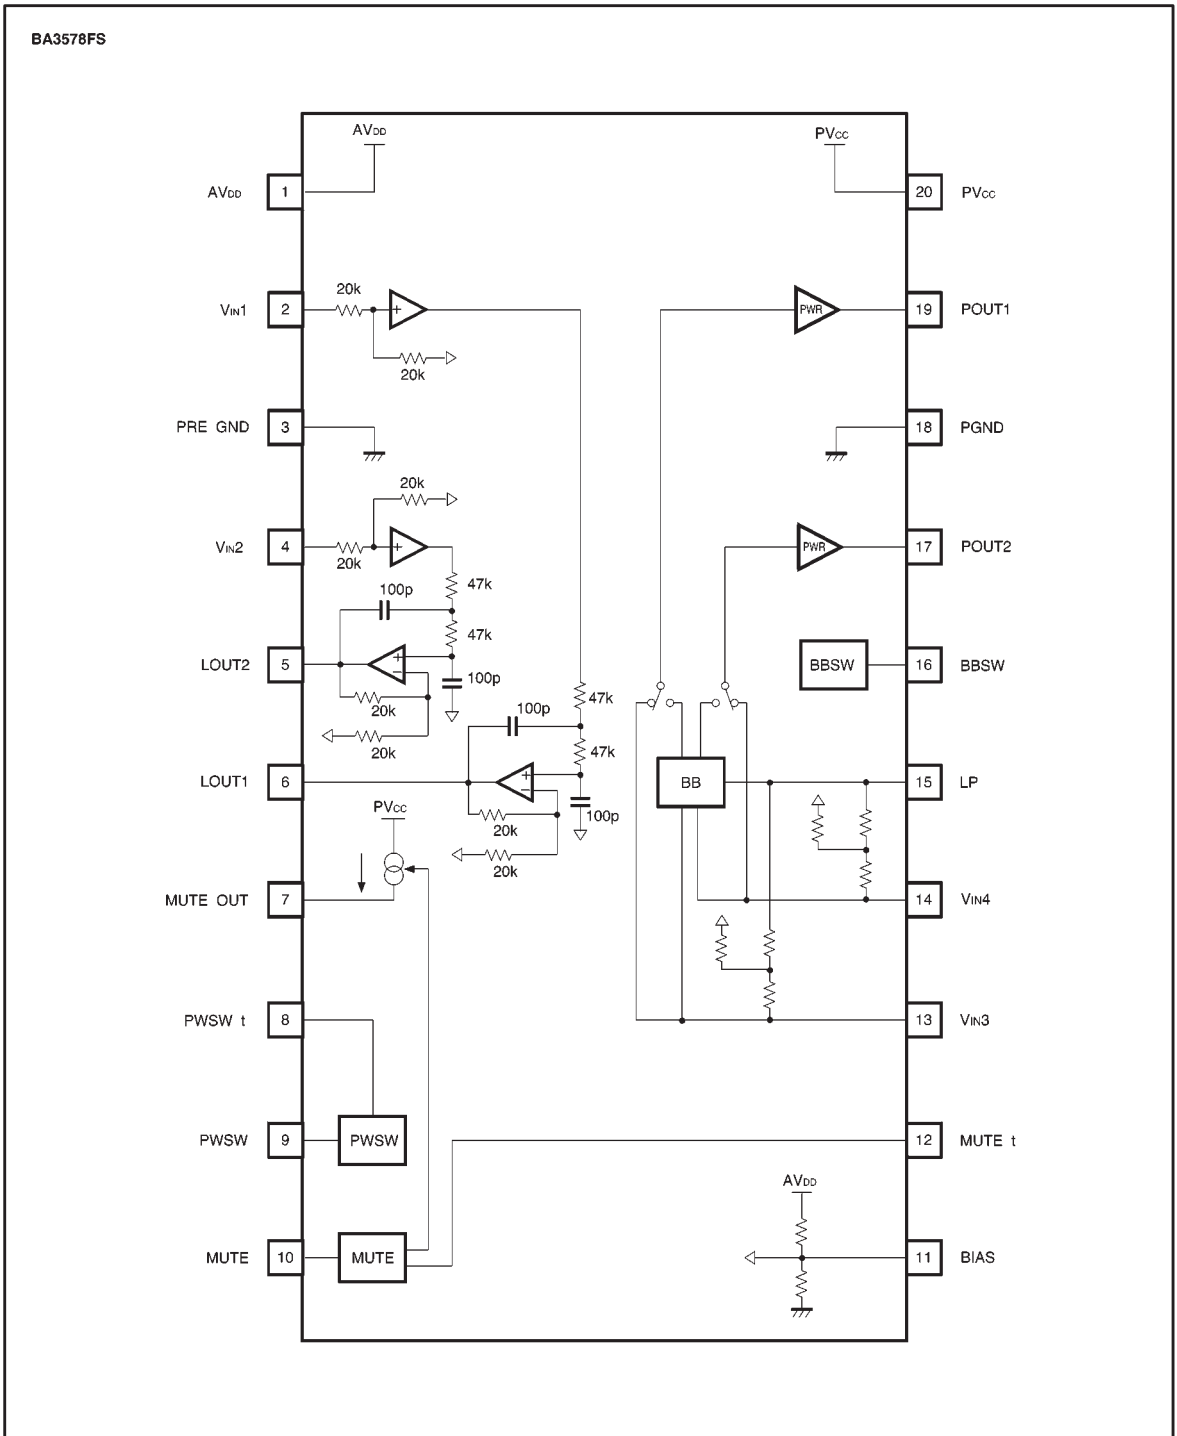 BA3578FS
AVDD
PVCC
AVDD 1
20 PVCC
20k
VIN1 2
+
PWR
19 POUT1
20k
PRE GND 3
18 PGND
20k
VIN2 4
+
PWR
17 POUT2
20k
47k
100p
47k
LOUT2 5
+
−
BBSW
16 BBSW
100p
20k
47k
100p
20k
47k
LOUT1 6
+
−
BB
15 LP
PVCC
100p
20k
20k
MUTE OUT 7
14 VIN4
PWSW t 8
13 VIN3
PWSW 9
PWSW
12 MUTE t
AVDD
MUTE 10
MUTE
11 BIAS